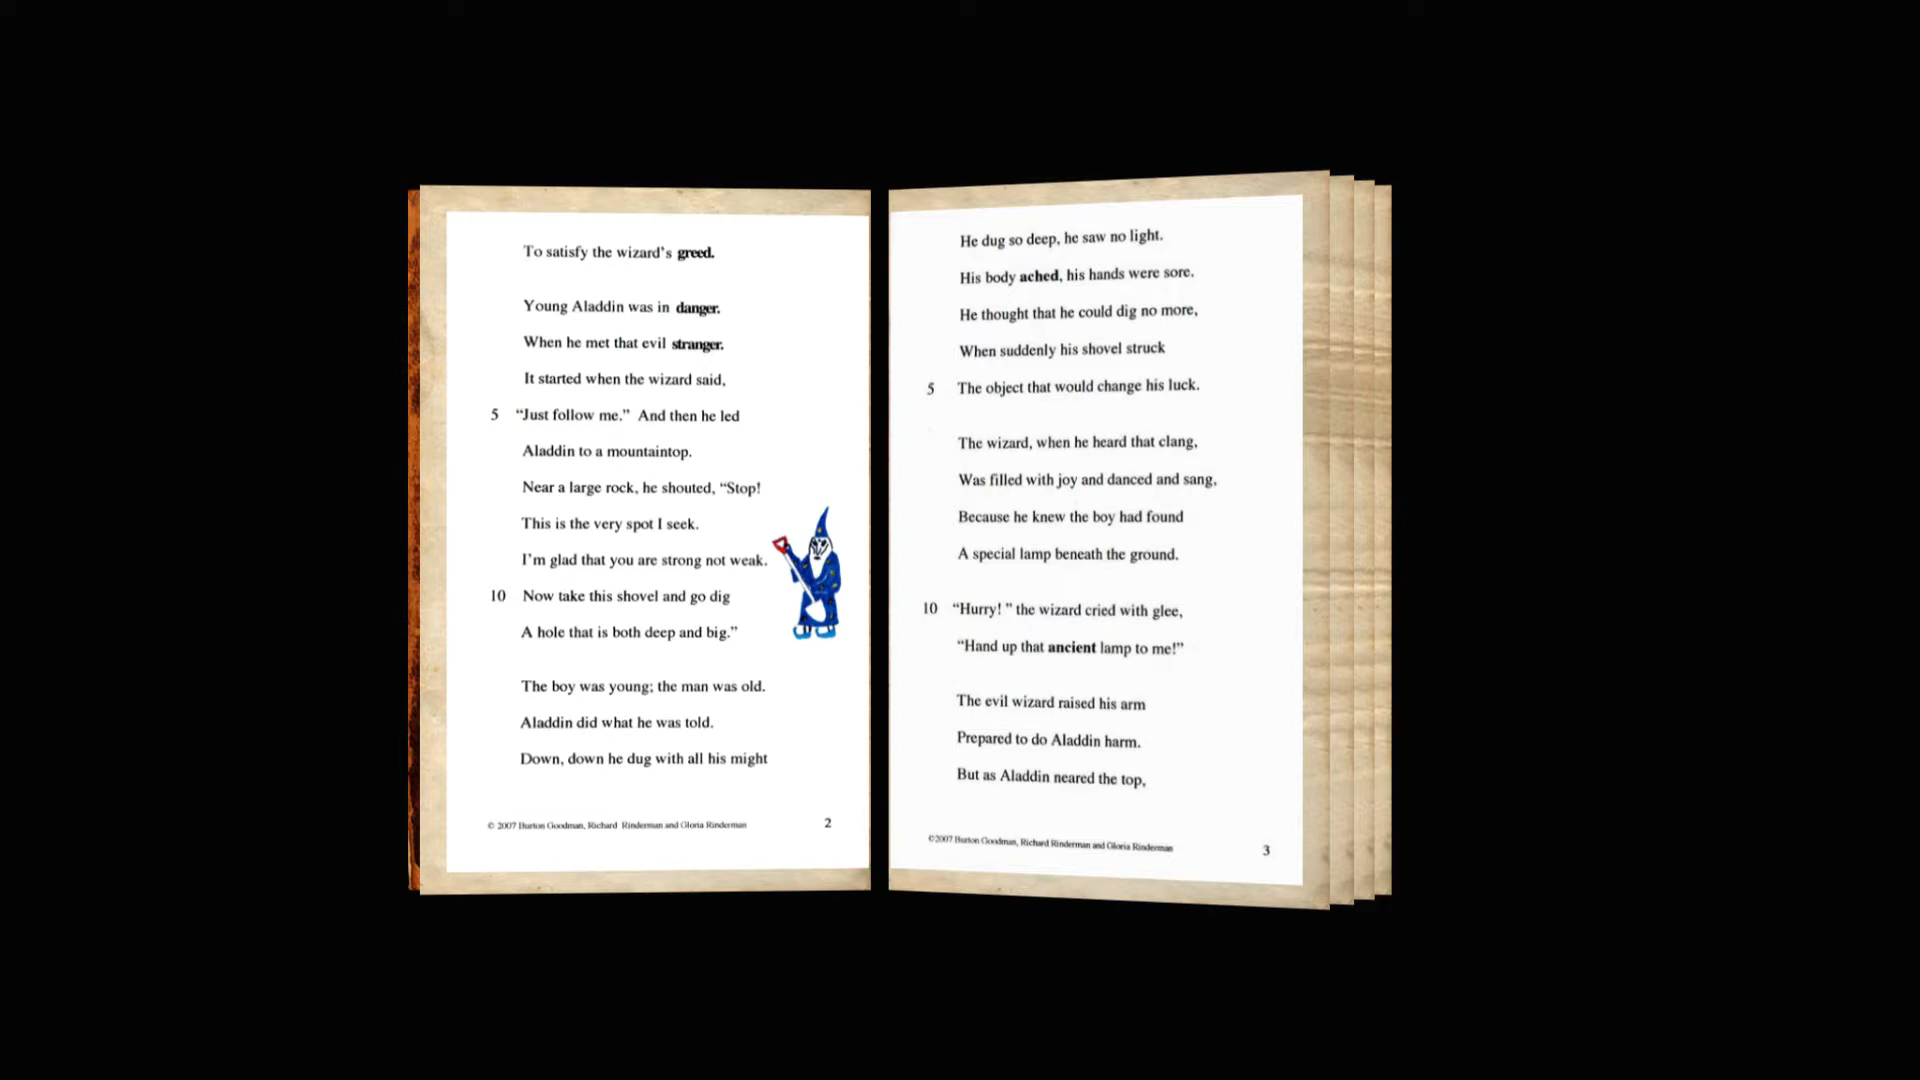 To satisfy the wizard's greed.
Young Aladdin was in danger.
When he met that evil stranger.
It started when the wizard said,
5 “Just follow me.” And then he led
Aladdin to a mountaintop.
Near a large rock, he shouted, “Stop!
This is the very spot I seek.
I'm glad that you are strong not weak.
10 Now take this shovel and go dig
A hole that is both deep and big.”
The boy was young; the man was old.
Aladdin did what he was told.
Down, down he dug with all his might
© 2007 Burton Goodman, Richard Rinderman and Gloria Rinderman 2
He dug so deep, he saw no light.
His body ached, his hands were sore.
He thought that he could dig no more,
When suddenly his shovel struck
5 The object that would change his luck.
The wizard, when he heard that clang,
Was filled with joy and danced and sang,
Because he knew the boy had found
A special lamp beneath the ground.
10 “Hurry! ” the wizard cried with glee,
“Hand up that ancient lamp to me!”
The evil wizard raised his arm
Prepared to do Aladdin harm.
But as Aladdin neared the top,
©2007 Burton Goodman, Richard Rinderman and Gloria Rinderman 3